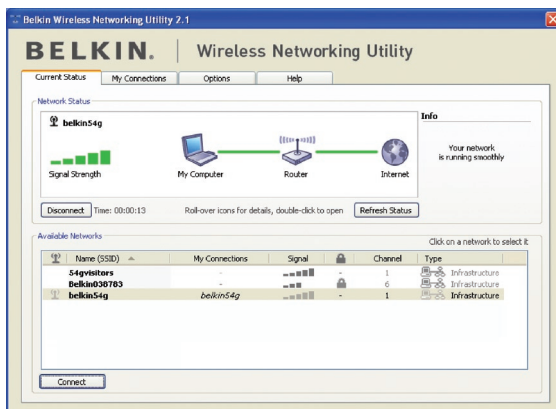 Belkin Wireless Networking Utility 2.1
BELKIN. Wireless Networking Utility
Current Status My Connections Options Help
Network Status
belkin54g
Signal Strength My Computer Router Internet
Info
Your network
is running smoothly
Disconnect Time: 00:00:13 Roll-over icons for details, double-click to open Refresh Status
Available Networks
Click on a network to select it
Name (SSID) My Connections Signal Channel Type
54gvisitors - - 1 Infrastructure
Belkin038783 - 6 Infrastructure
belkin54g belkin54g - 1 Infrastructure
Connect